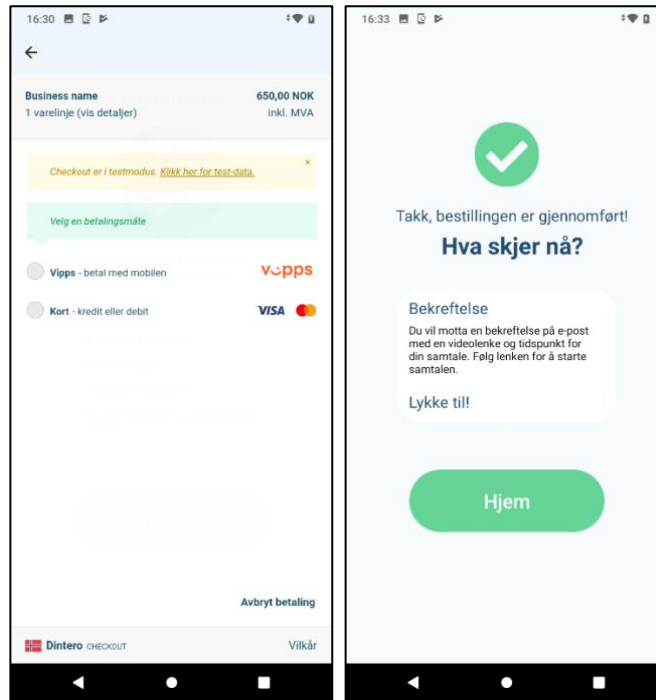 16:30
Business name 650,00 NOK
1 varelinje (vis detaljer) inkl. MVA
Checkout er i testmodus. Klikk her for test-data. ×
Velg en betalingsmåte
Vipps - betal med mobilen vipps
Kort - kredit eller debit VISA
Avbryt betaling
Dintero CHECKOUT Vilkår
16:33
Takk, bestillingen er gjennomført!
Hva skjer nå?
Bekreftelse
Du vil motta en bekreftelse på e-post
med en videolenke og tidspunkt for
din samtale. Følg lenken for å starte
samtalen.
Lykke til!
Hjem